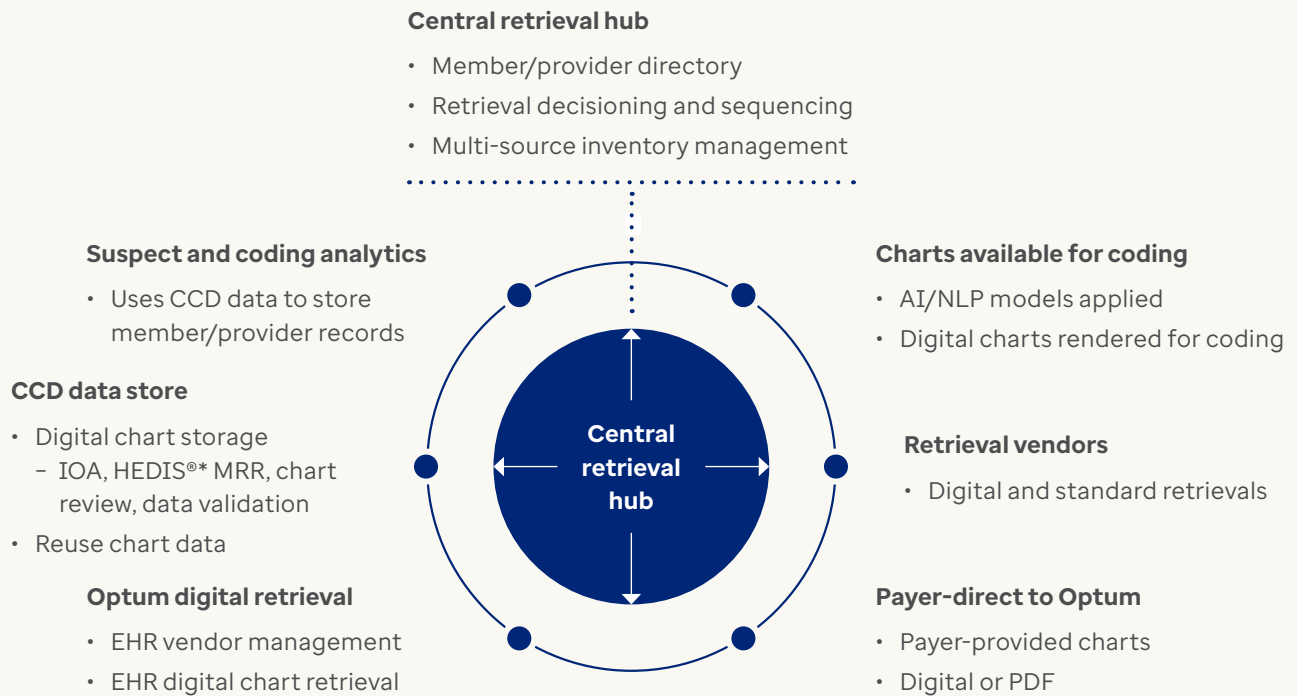 Central retrieval hub
• Member/provider directory
• Retrieval decisioning and sequencing
• Multi-source inventory management
Suspect and coding analytics
• Uses CCD data to store
member/provider records
CCD data store
• Digital chart storage
– IOA, HEDIS®* MRR, chart
review, data validation
• Reuse chart data
Optum digital retrieval
• EHR vendor management
• EHR digital chart retrieval
Central
retrieval
hub
Charts available for coding
• AI/NLP models applied
• Digital charts rendered for coding
Retrieval vendors
• Digital and standard retrievals
Payer-direct to Optum
• Payer-provided charts
• Digital or PDF